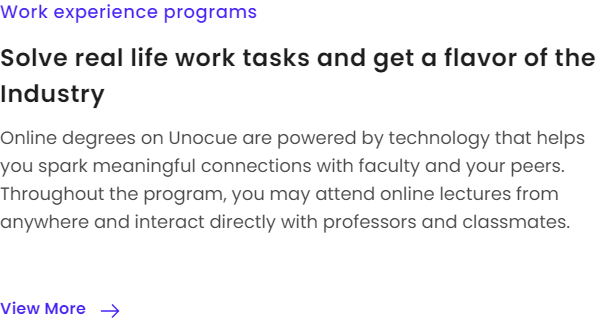 Work experience programs
Solve real life work tasks and get a flavor of the
Industry
Online degrees on Unocue are powered by technology that helps
you spark meaningful connections with faculty and your peers.
Throughout the program, you may attend online lectures from
anywhere and interact directly with professors and classmates.
View More →